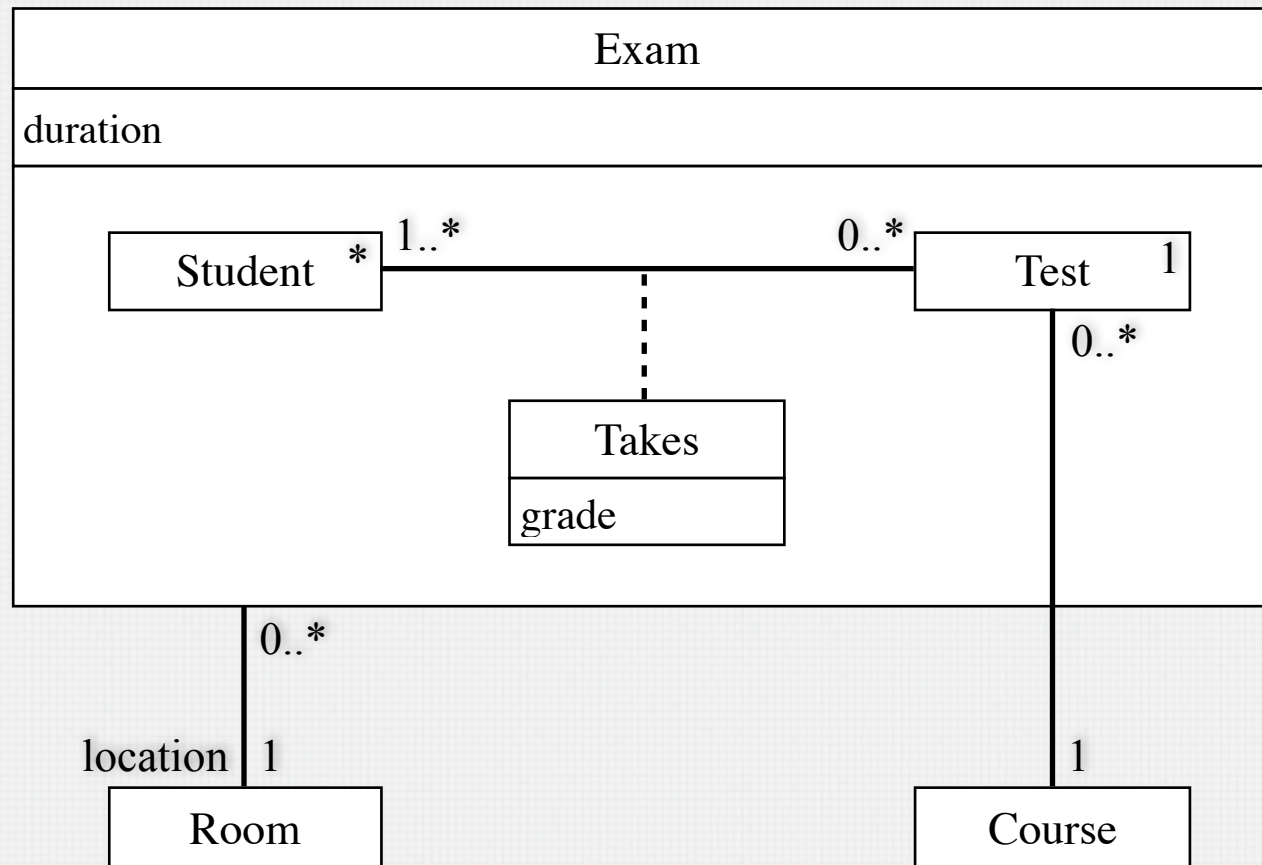 Exam
duration
1..* 0..*
Student * Test 1
0..*
Takes
grade
0..*
location 1 1
Room Course